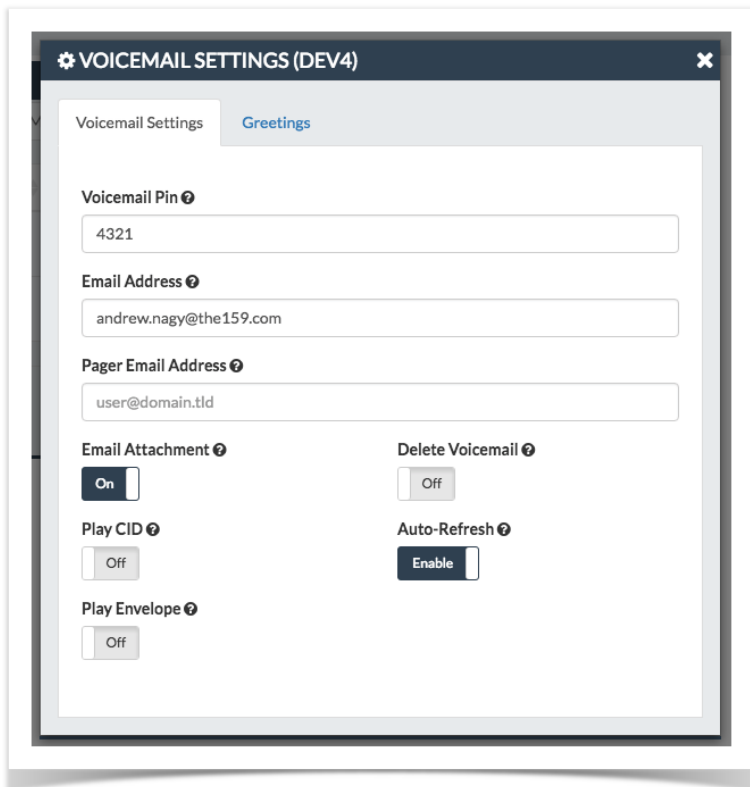 VOICEMAIL SETTINGS (DEV4)
Voicemail Settings Greetings
Voicemail Pin
4321
Email Address
andrew.nagy@the159.com
Pager Email Address
user@domain.tld
Email Attachment Delete Voicemail
On Off
Play CID Auto-Refresh
Off Enable
Play Envelope
Off